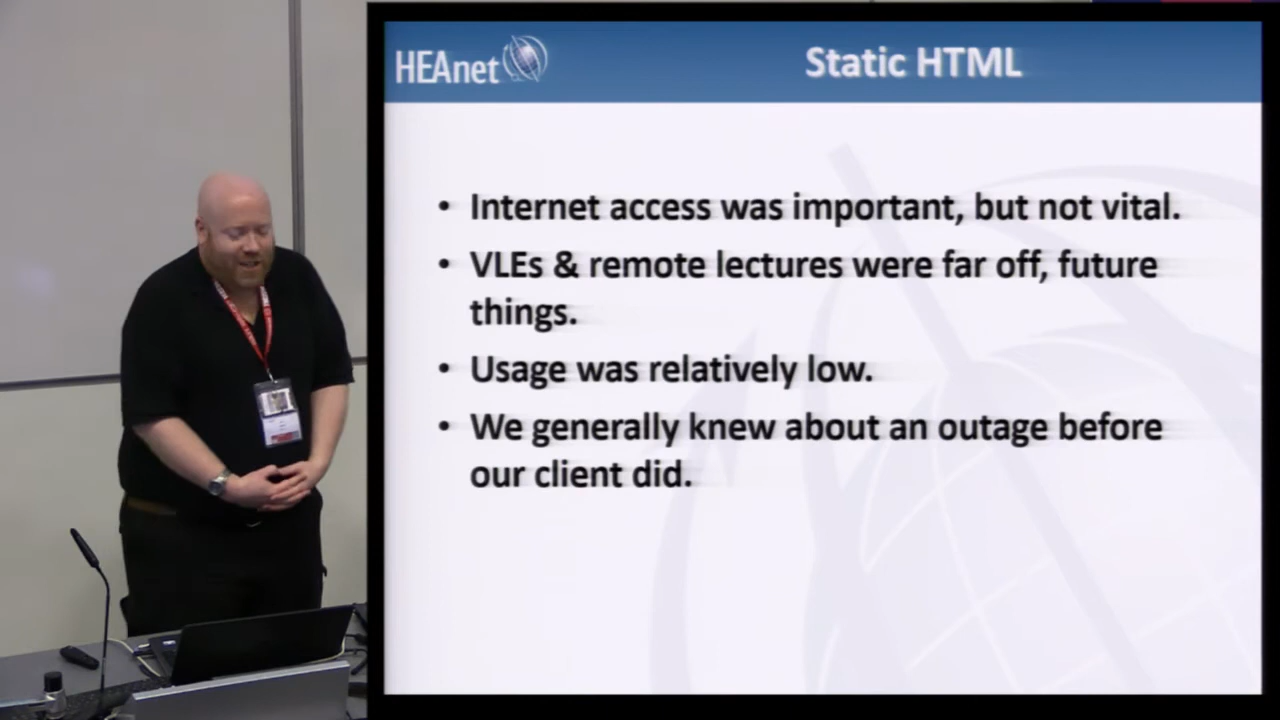 HEAnet
Static HTML
• Internet access was important, but not vital.
• VLEs & remote lectures were far off, future
things.
• Usage was relatively low.
• We generally knew about an outage before
our client did.